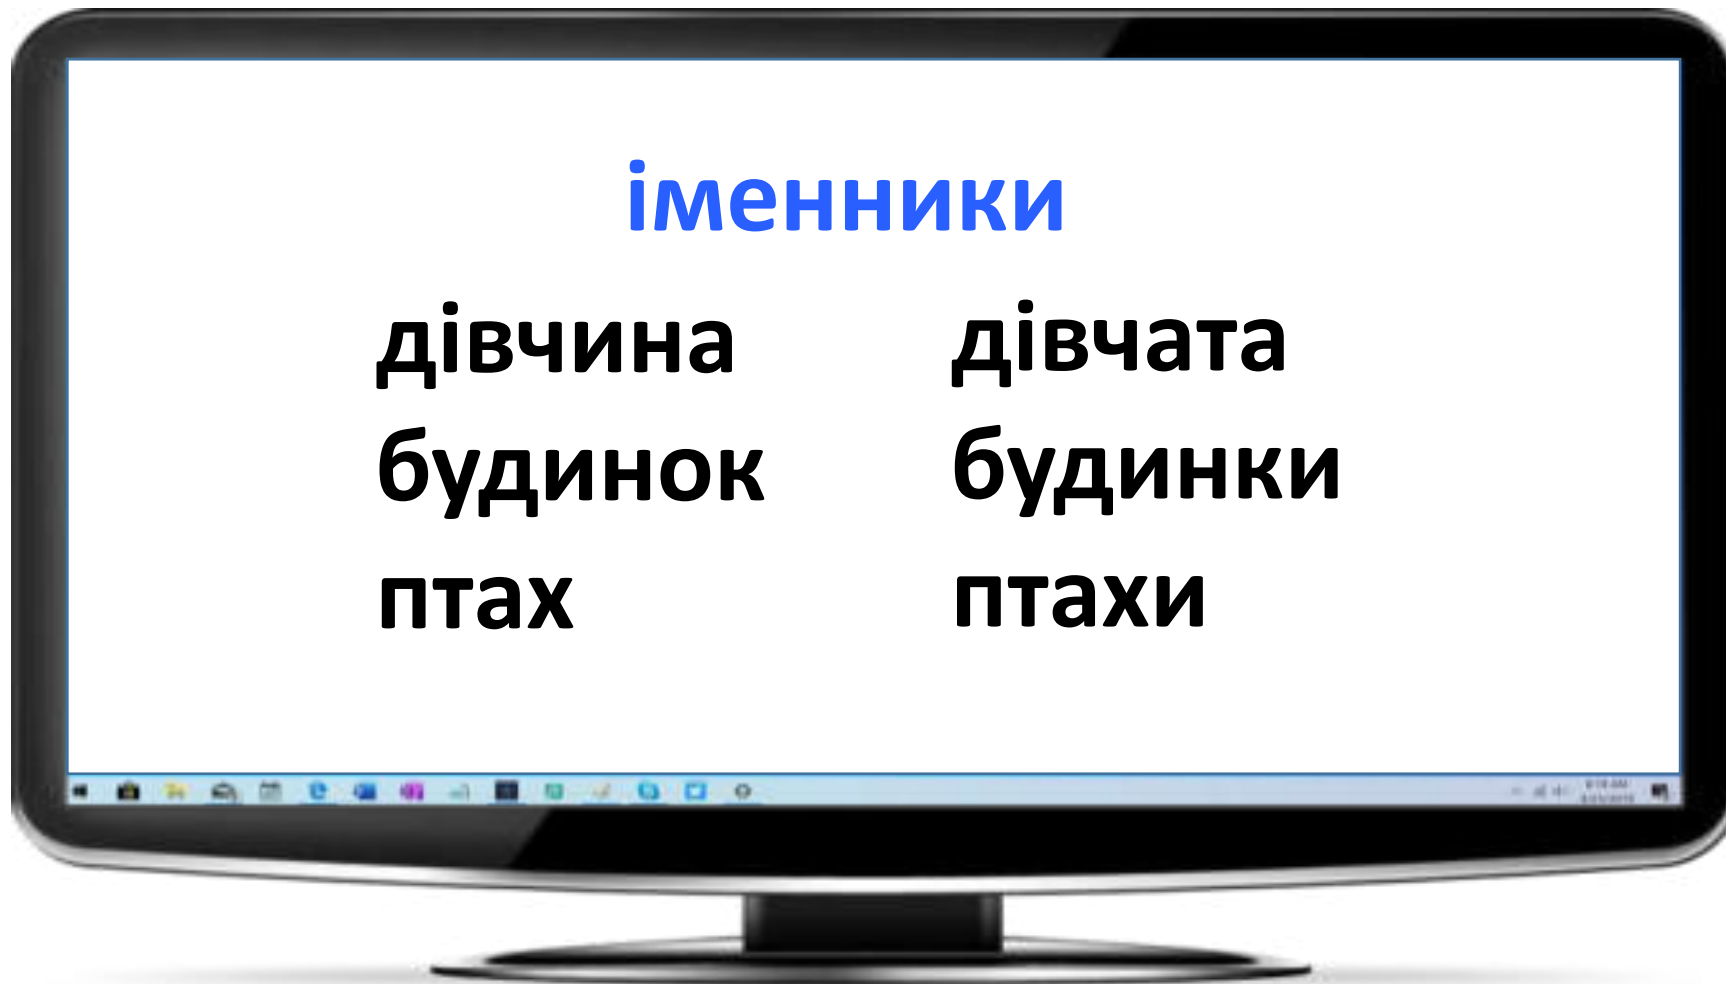 іменники
дівчина дівчата
будинок будинки
птах птахи